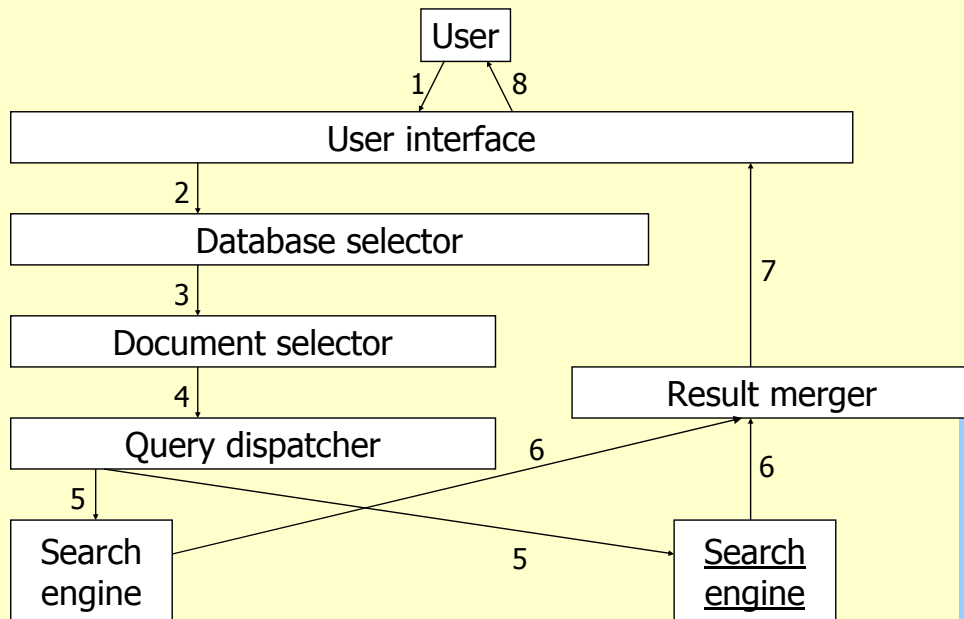 User
1
8
User interface
2
Database selector
7
3
Document selector
4
Result merger
Query dispatcher
6
6
5
5
Search
engine
Search
engine